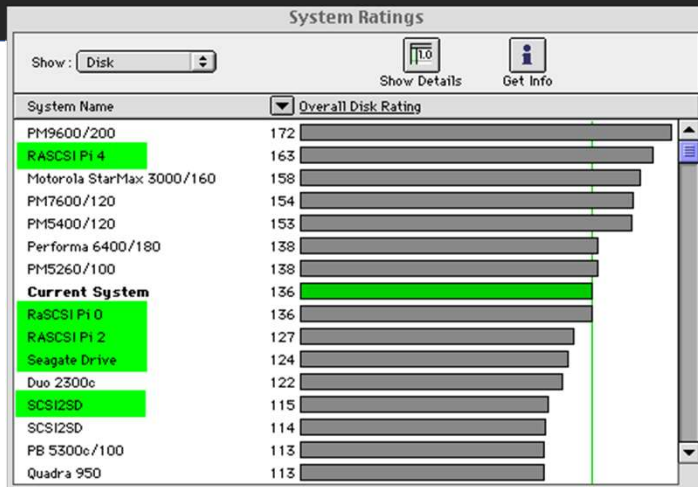 System Ratings
Show: Disk
1.0
Show Details Get Info
System Name Overall Disk Rating
PM9600/200 172
RASCSI Pi 4 163
Motorola StarMax 3000/160 158
PM7600/120 154
PM5400/120 153
Performa 6400/180 138
PM5260/100 138
Current System 136
RaSCSI Pi 0 136
RASCSI Pi 2 127
Seagate Drive 124
Duo 2300c 122
SCSI2SD 115
SCSI2SD 114
PB 5300c/100 113
Quadra 950 113